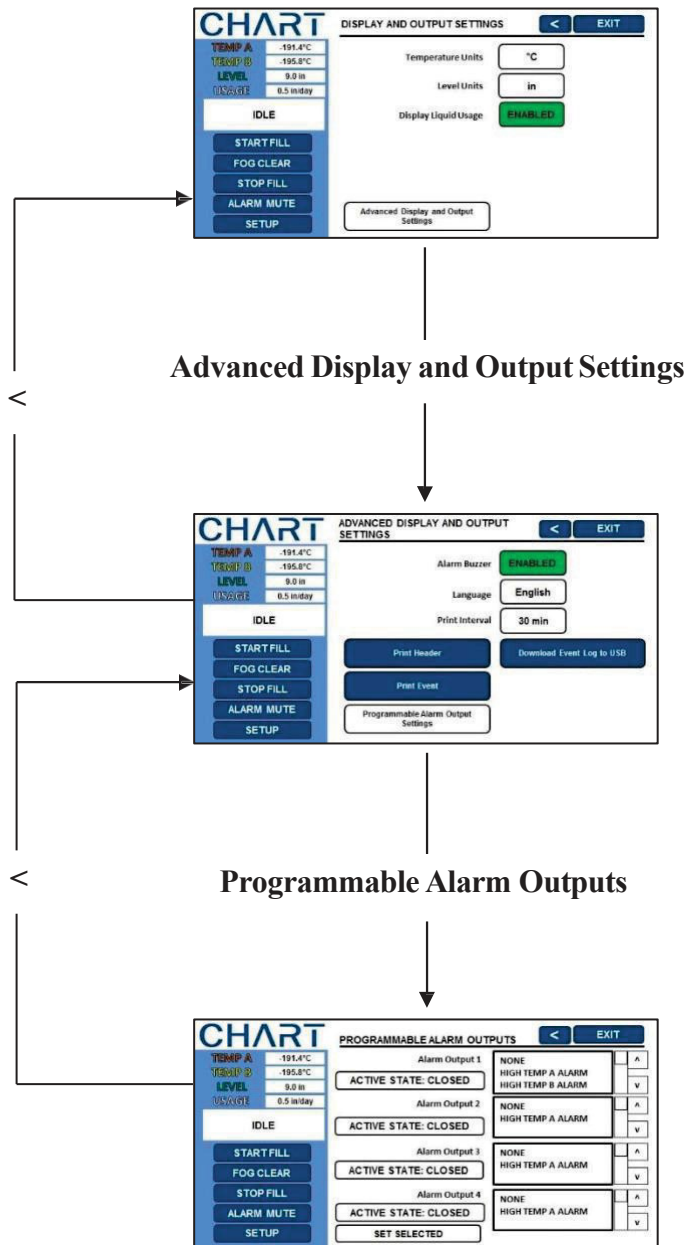 CHART
DISPLAY AND OUTPUT SETTINGS
<
EXIT
TEMP A -191.4°C
TEMP B -195.8°C
LEVEL 9.0 in
USAGE 0.5 in/day
IDLE
START FILL
FOG CLEAR
STOP FILL
ALARM MUTE
SETUP
Temperature Units °C
Level Units in
Display Liquid Usage ENABLED
Advanced Display and Output
Settings
Advanced Display and Output Settings
<
CHART
ADVANCED DISPLAY AND OUTPUT
SETTINGS
<
EXIT
TEMP A -191.4°C
TEMP B -195.8°C
LEVEL 9.0 in
USAGE 0.5 in/day
IDLE
START FILL
FOG CLEAR
STOP FILL
ALARM MUTE
SETUP
Alarm Buzzer ENABLED
Language English
Print Interval 30 min
Print Header
Download Event Log to USB
Print Event
Programmable Alarm Output
Settings
<
Programmable Alarm Outputs
CHART
PROGRAMMABLE ALARM OUTPUTS
<
EXIT
TEMP A -191.4°C
TEMP B -195.8°C
LEVEL 9.0 in
USAGE 0.5 in/day
IDLE
START FILL
FOG CLEAR
STOP FILL
ALARM MUTE
SETUP
Alarm Output 1
ACTIVE STATE: CLOSED
NONE
HIGH TEMP A ALARM
HIGH TEMP B ALARM
^
v
Alarm Output 2
ACTIVE STATE: CLOSED
NONE
HIGH TEMP A ALARM
^
v
Alarm Output 3
ACTIVE STATE: CLOSED
NONE
HIGH TEMP A ALARM
^
v
Alarm Output 4
ACTIVE STATE: CLOSED
NONE
HIGH TEMP A ALARM
^
v
SET SELECTED